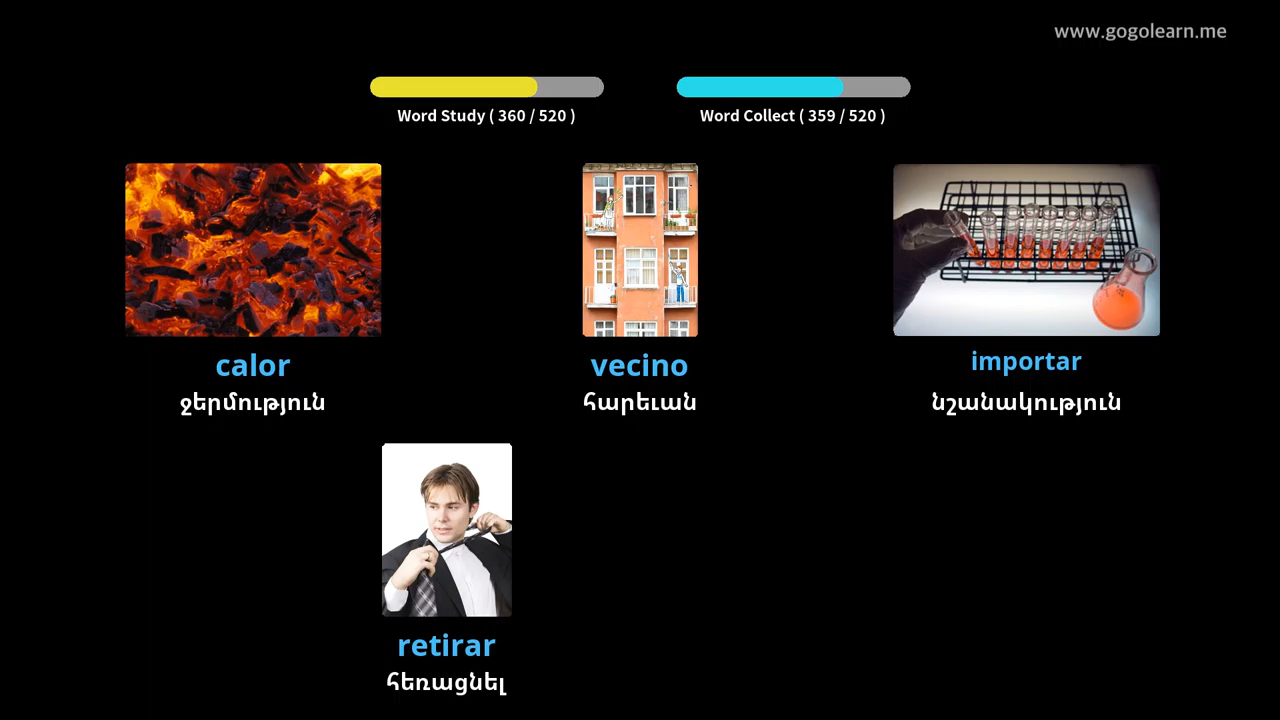 www.gogolearn.me
Word Study ( 360 / 520 )
Word Collect ( 359 / 520 )
calor
vecino
importar
ջերմություն
հարեւան
նշանակություն
retirar
հեռացնել